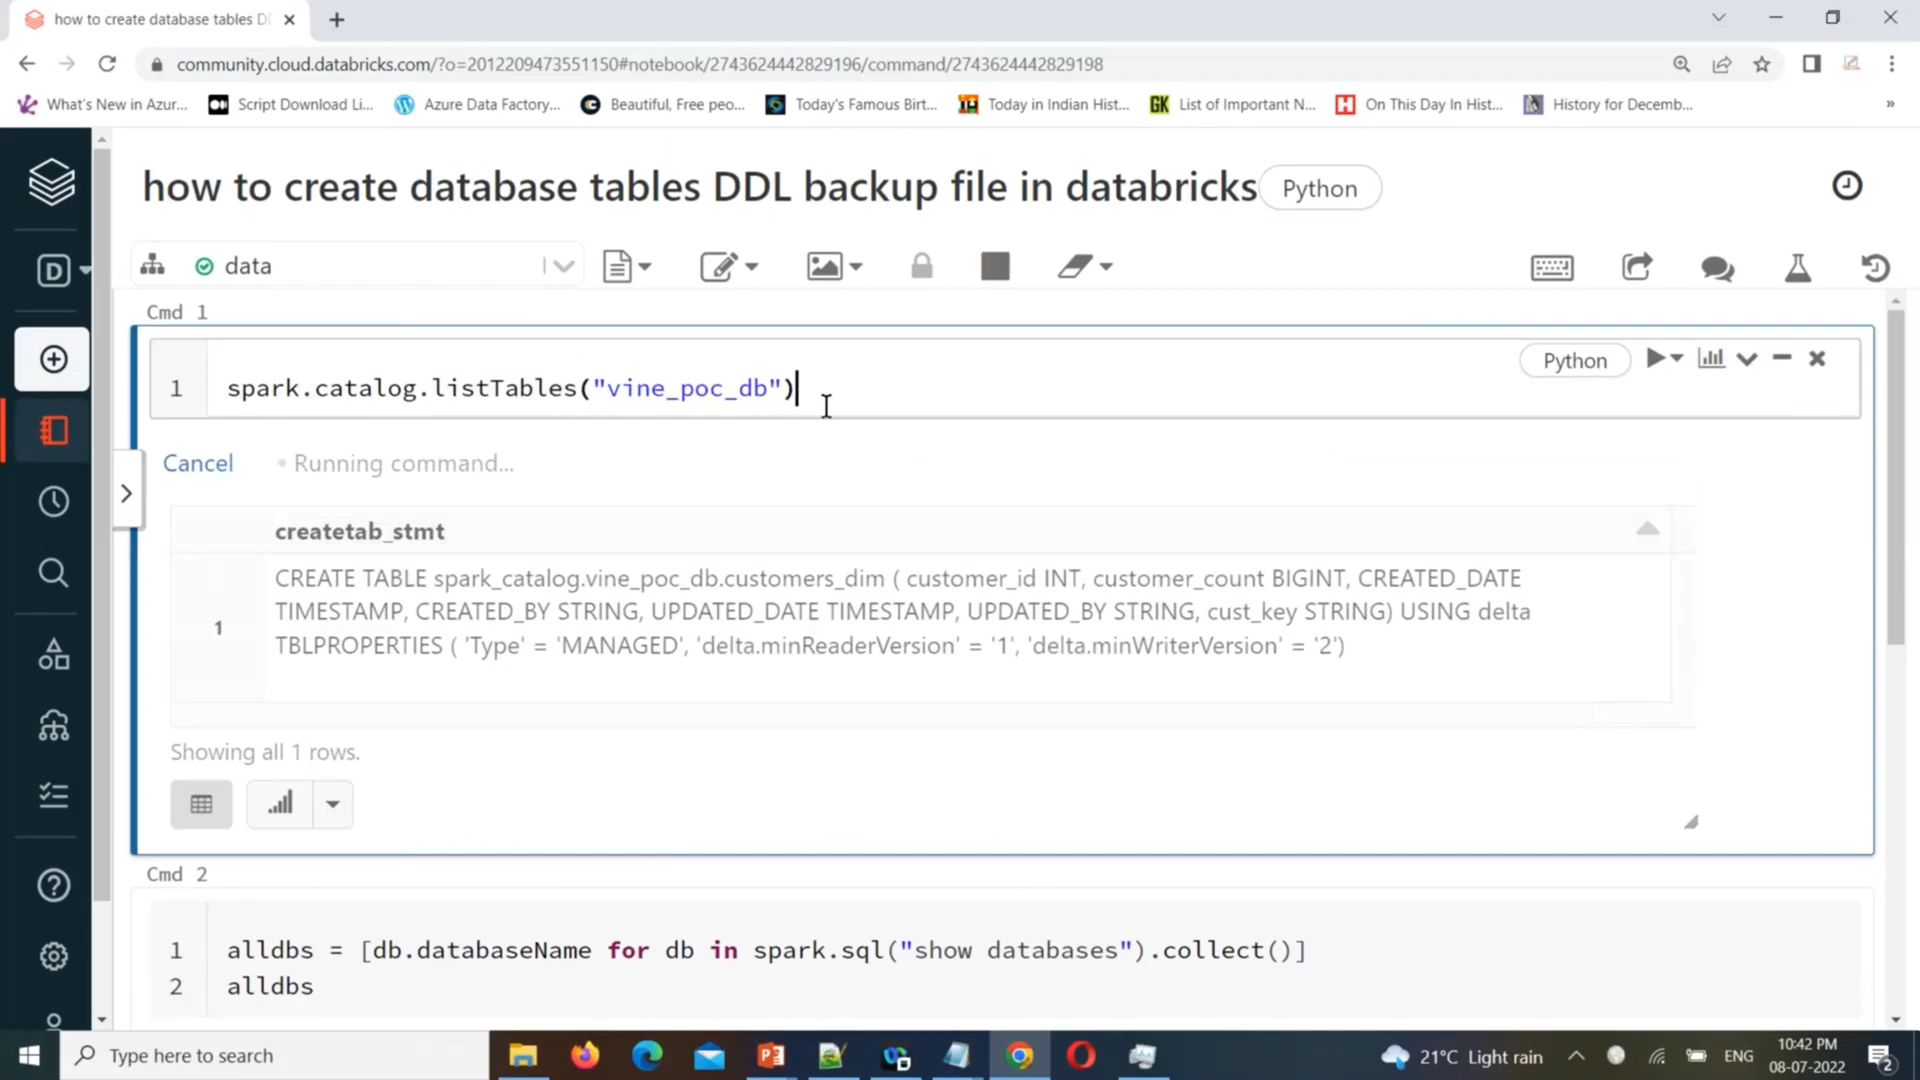 how to create database tables DD
community.cloud.databricks.com/?o=2012209473551150#notebook/2743624442829196/command/2743624442829198
What's New in Azur...
Script Download Li...
Azure Data Factory...
Beautiful, Free peo...
Today's Famous Birt...
Today in Indian Hist...
GK
List of Important N...
H
On This Day In Hist...
History for Decemb...
»
how to create database tables DDL backup file in databricks
Python
D
data
Cmd 1
1
spark.catalog.listTables("vine_poc_db")
Python
Cancel
Running command...
createtab_stmt
1
CREATE TABLE spark_catalog.vine_poc_db.customers_dim ( customer_id INT, customer_count BIGINT, CREATED_DATE
TIMESTAMP, CREATED_BY STRING, UPDATED_DATE TIMESTAMP, UPDATED_BY STRING, cust_key STRING) USING delta
TBLPROPERTIES ( 'Type' = 'MANAGED', 'delta.minReaderVersion' = '1', 'delta.minWriterVersion' = '2')
Showing all 1 rows.
Cmd 2
1 alldbs = [db.databaseName for db in spark.sql("show databases").collect()]
2 alldbs
Type here to search
21°C Light rain
ENG
10:42 PM
08-07-2022
2